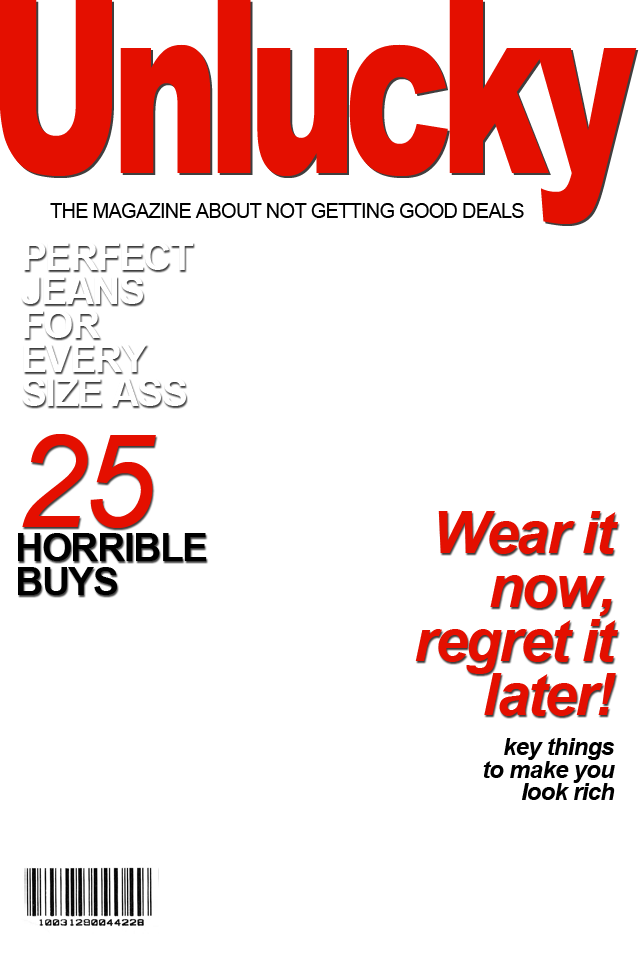 Unlucky
THE MAGAZINE ABOUT NOT GETTING GOOD DEALS
PERFECT
JEANS
FOR
EVERY
SIZE ASS
25
HORRIBLE
BUYS
Wear it
now,
regret it
later!
key things
to make you
look rich
10031290044228